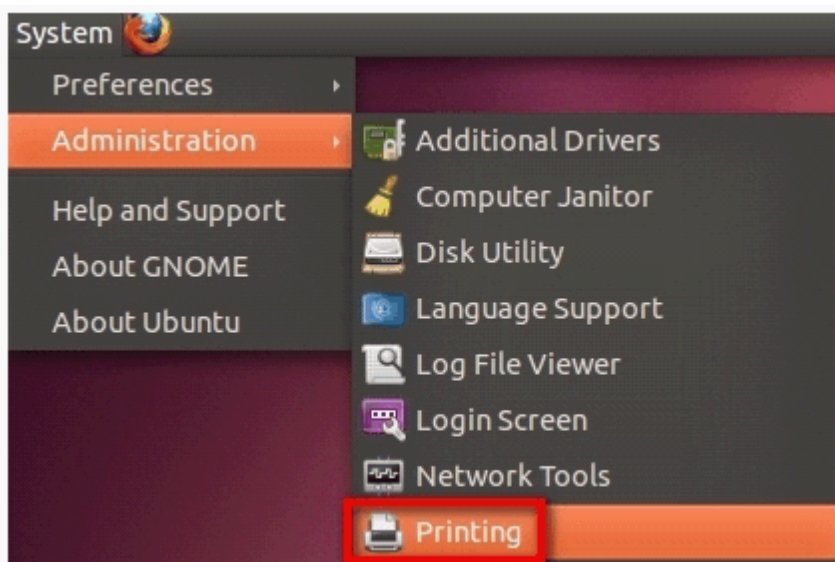 System
Preferences
Administration
Help and Support
About GNOME
About Ubuntu
Additional Drivers
Computer Janitor
Disk Utility
Language Support
Log File Viewer
Login Screen
Network Tools
Printing